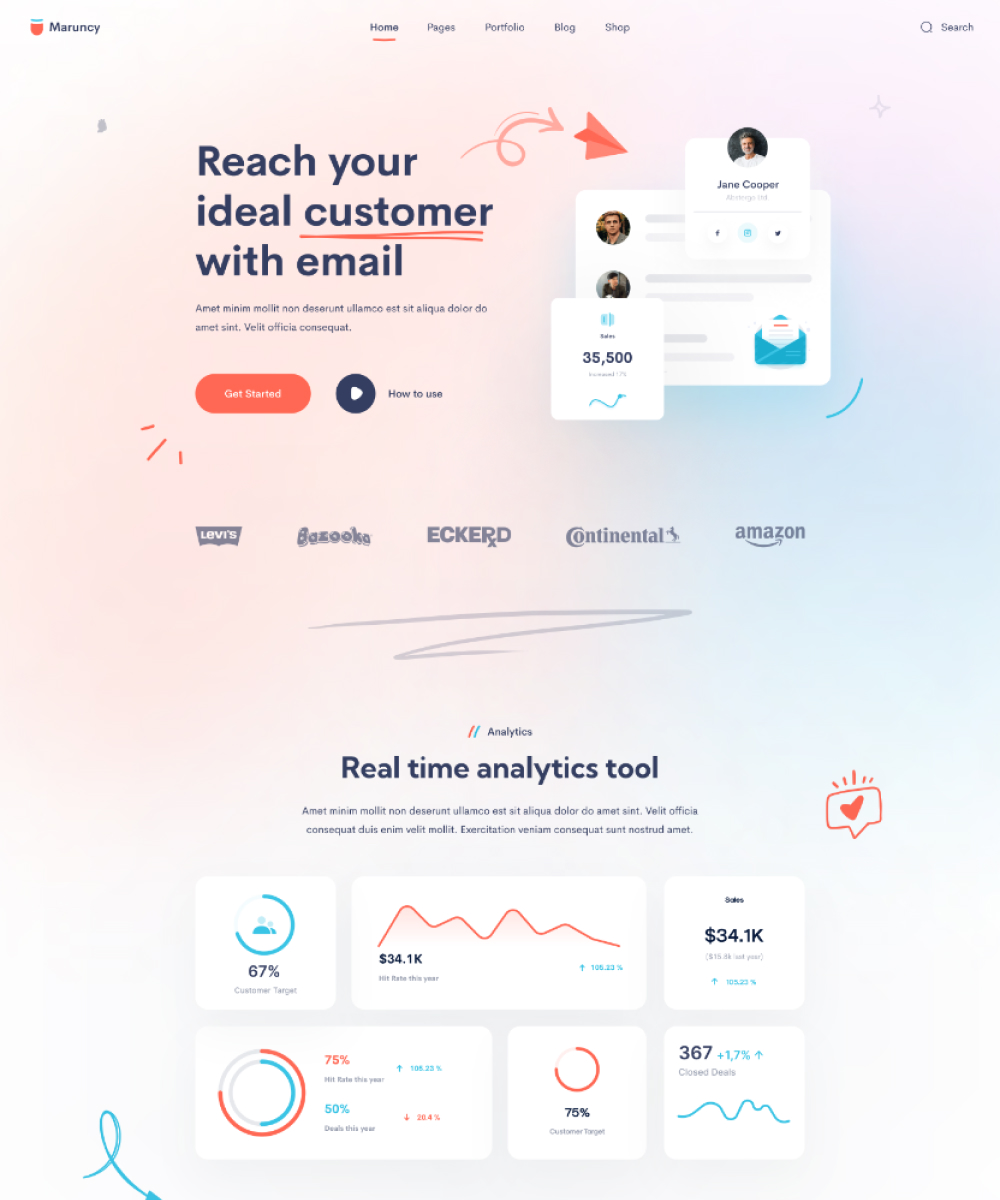 Maruncy
Home
Pages
Portfolio
Blog
Shop
Search
Reach your
ideal customer
with email
Amet minim mollit non deserunt ullamco est sit aliqua dolor do
amet sint. Velit officia consequat.
Get Started
How to use
Jane Cooper
Sales
35,500
Increased 17%
LEVI'S
Bazooka
ECKERD
Continental
amazon
Analytics
Real time analytics tool
Amet minim mollit non deserunt ullamco est sit aliqua dolor do amet sint. Velit officia
consequat duis enim velit mollit. Exercitation veniam consequat sunt nostrud amet.
67%
Customer Target
$34.1K
Hit Rate this year
↑ 105.23 %
Sales
$34.1K
↑ 105.23 %
75%
Hit Rate this year
↑ 105.23 %
50%
Deals this year
↓ 20.4 %
75%
Customer Target
367 +1,7% ↑
Closed Deals